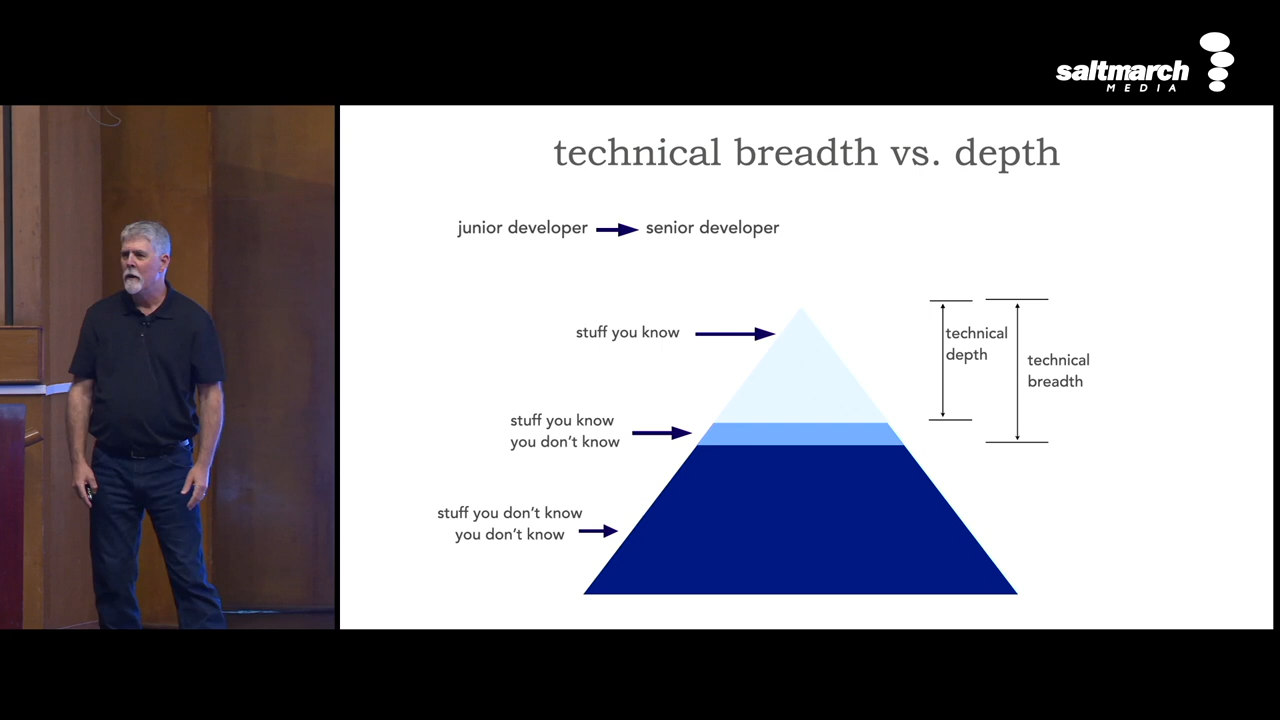 saltmarch
MEDIA
technical breadth vs. depth
junior developer
senior developer
stuff you know
technical
depth
technical
breadth
stuff you know
you don't know
stuff you don't know
you don't know